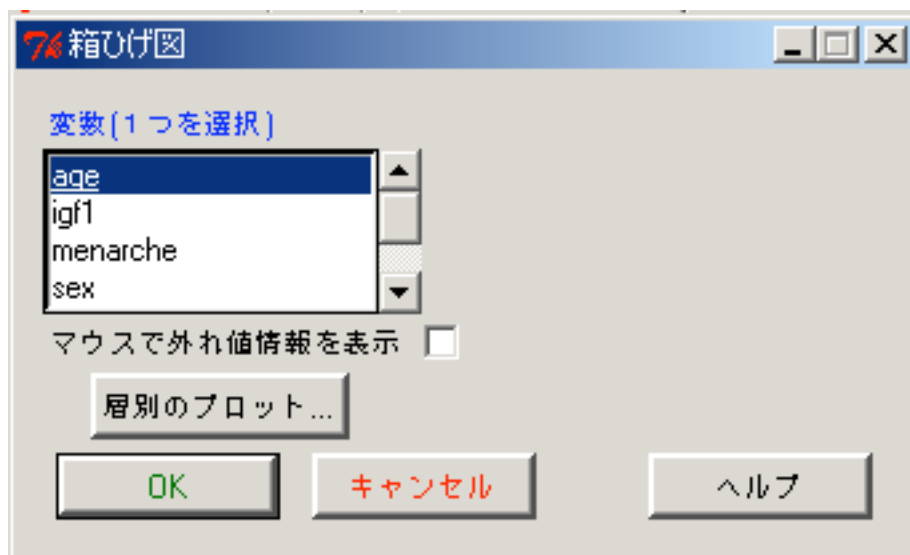 箱ひげ図
変数(1つを選択)
age
igf1
menarche
sex
マウスで外れ値情報を表示
層別のプロット...
OK キャンセル ヘルプ